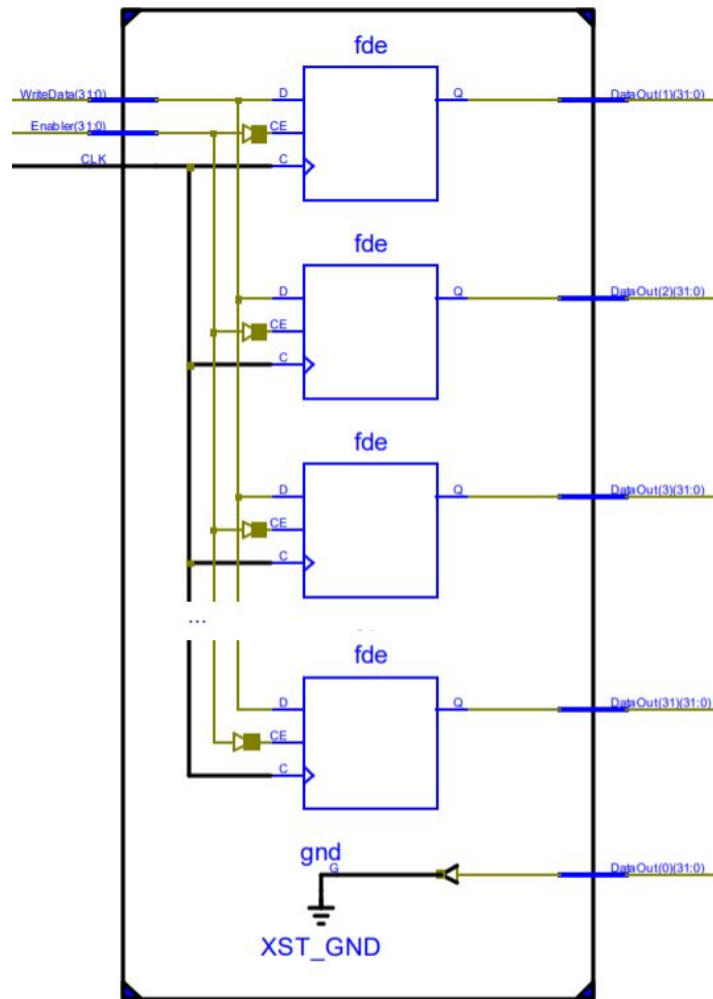 fde
WriteData(31:0) D Q DataOut(1)(31:0)
Enabler(31:0) CE
CLK C
fde
D Q DataOut(2)(31:0)
CE
C
fde
D Q DataOut(3)(31:0)
CE
C
...
fde
D Q DataOut(31)(31:0)
CE
C
gnd
G DataOut(0)(31:0)
XST_GND